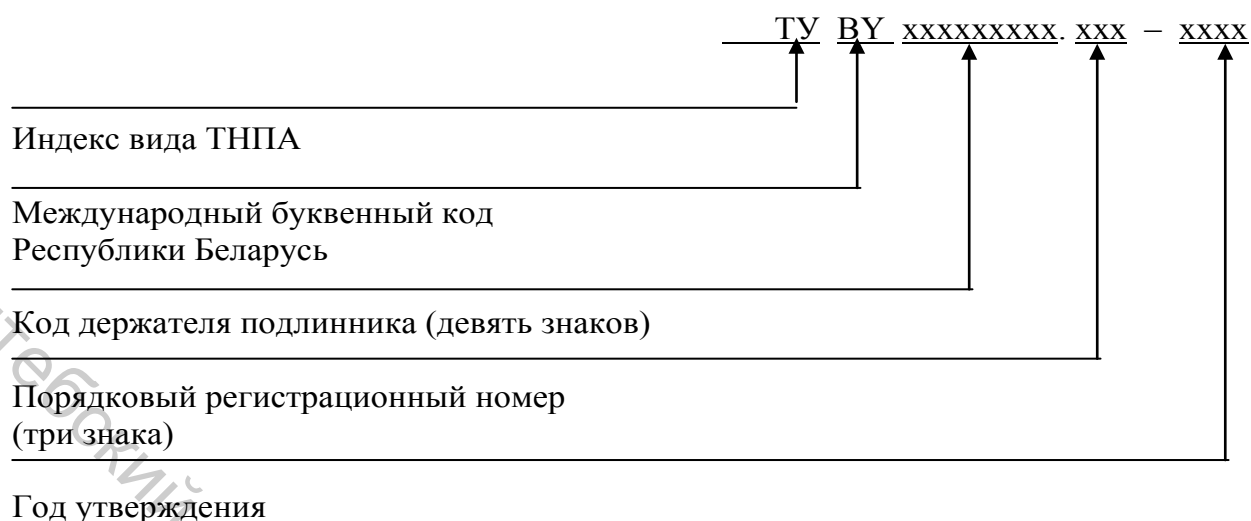 ТУ BY xxxxxxxxx. xxx – xxxx
Индекс вида ТНПА
Международный буквенный код
Республики Беларусь
Код держателя подлинника (девять знаков)
Порядковый регистрационный номер
(три знака)
Год утверждения